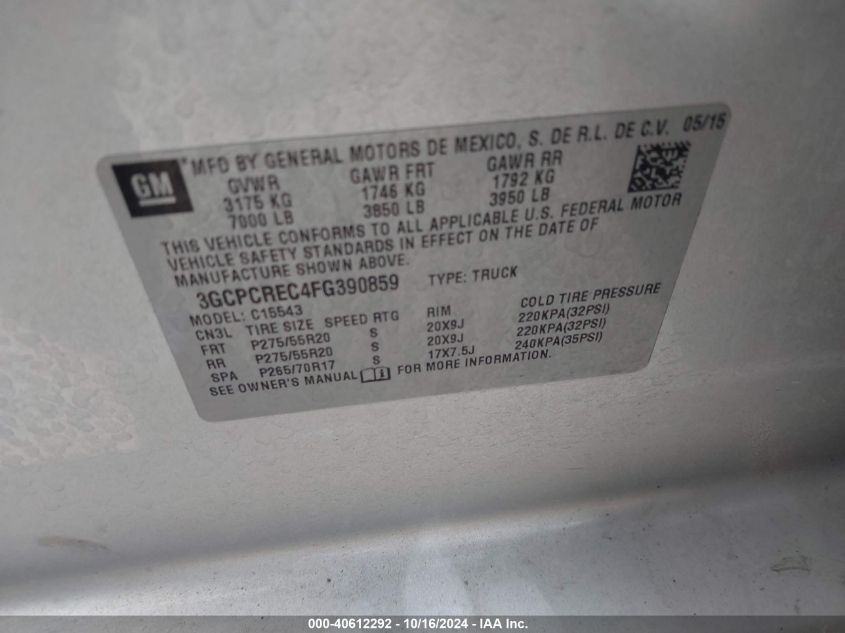 GM
*MFD BY GENERAL MOTORS DE MEXICO, S. DE R.L. DE C.V. 05/15
GVWR GAWR FRT GAWR RR
3175 KG 1746 KG 1792 KG
7000 LB 3850 LB 3950 LB
THIS VEHICLE CONFORMS TO ALL APPLICABLE U.S. FEDERAL MOTOR
VEHICLE SAFETY STANDARDS IN EFFECT ON THE DATE OF
MANUFACTURE SHOWN ABOVE.
3GCPCREC4FG390859 TYPE: TRUCK
MODEL: C15543
CN3L TIRE SIZE SPEED RTG RIM COLD TIRE PRESSURE
FRT P275/55R20 S 20X9J 220KPA(32PSI)
RR P275/55R20 S 20X9J 220KPA(32PSI)
SPA P265/70R17 S 17X7.5J 240KPA(35PSI)
SEE OWNER'S MANUAL FOR MORE INFORMATION.
000-40612292 - 10/16/2024 - IAA Inc.